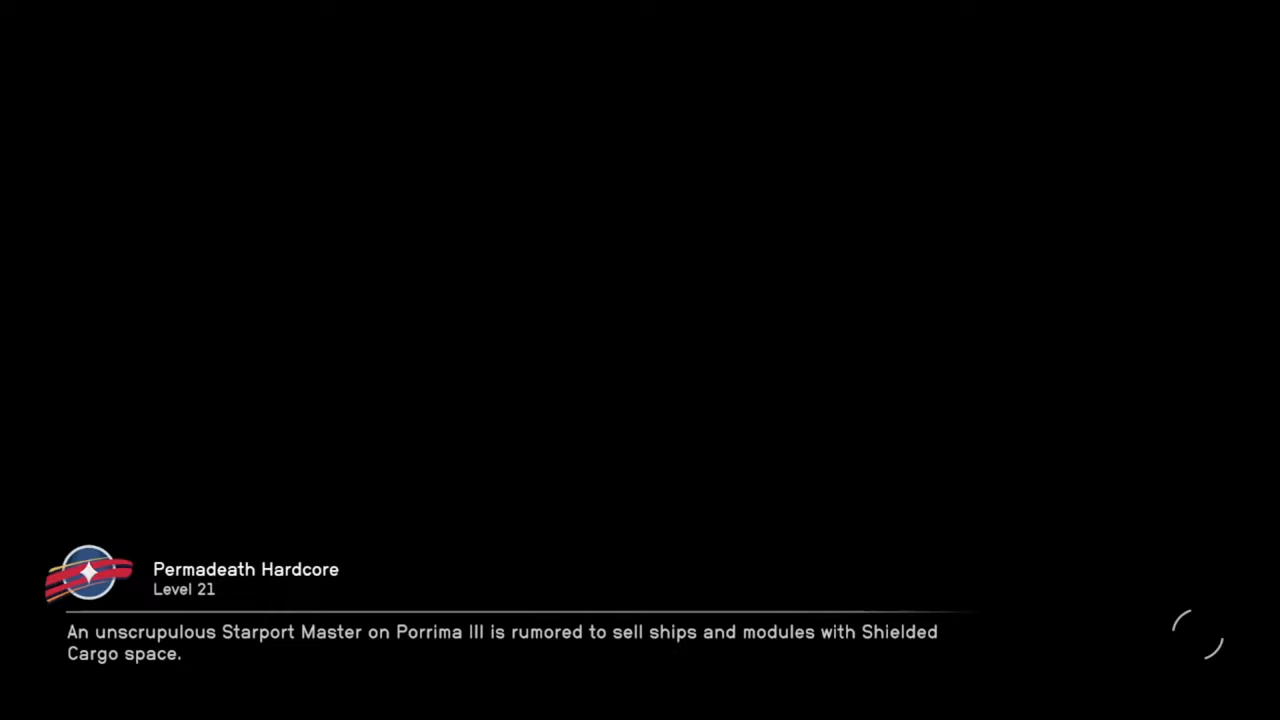 Permadeath Hardcore
Level 21
An unscrupulous Starport Master on Porrima III is rumored to sell ships and modules with Shielded
Cargo space.